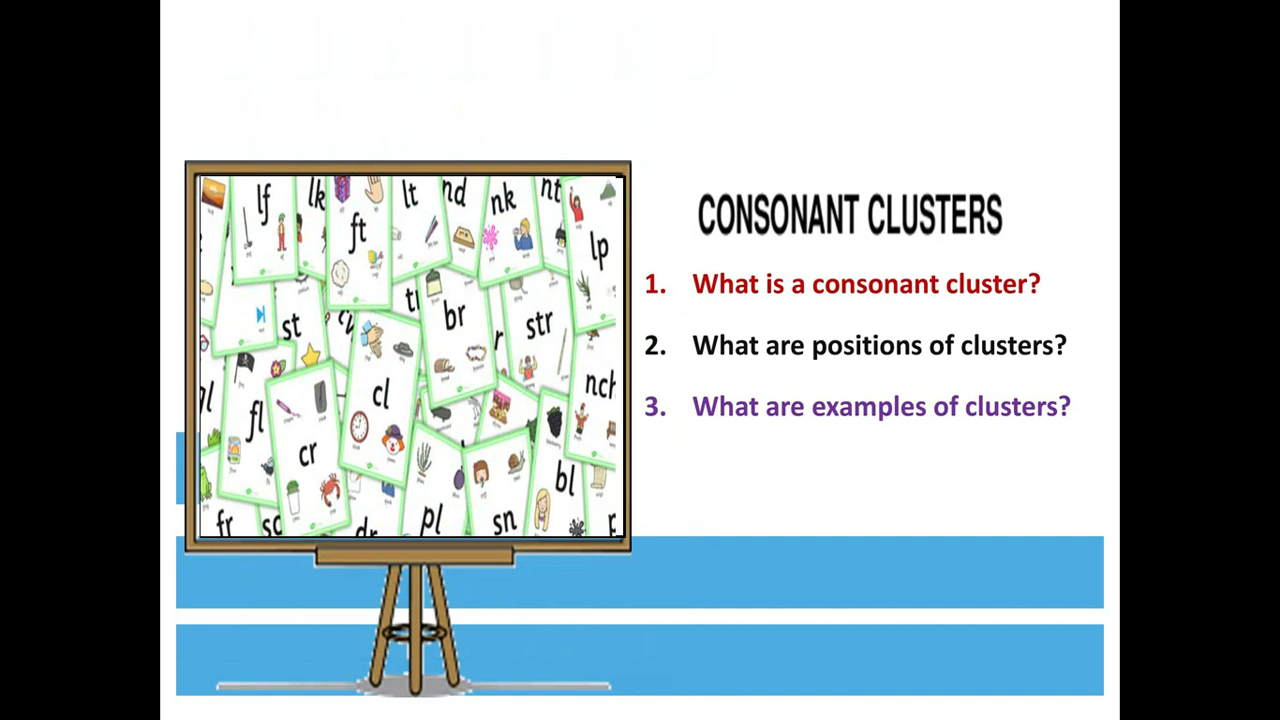 lf
lk
ft
lt
nd
nk
nt
lp
st
br
str
nch
cl
fl
cr
bl
fr
pl
sn
CONSONANT CLUSTERS
1. What is a consonant cluster?
2. What are positions of clusters?
3. What are examples of clusters?